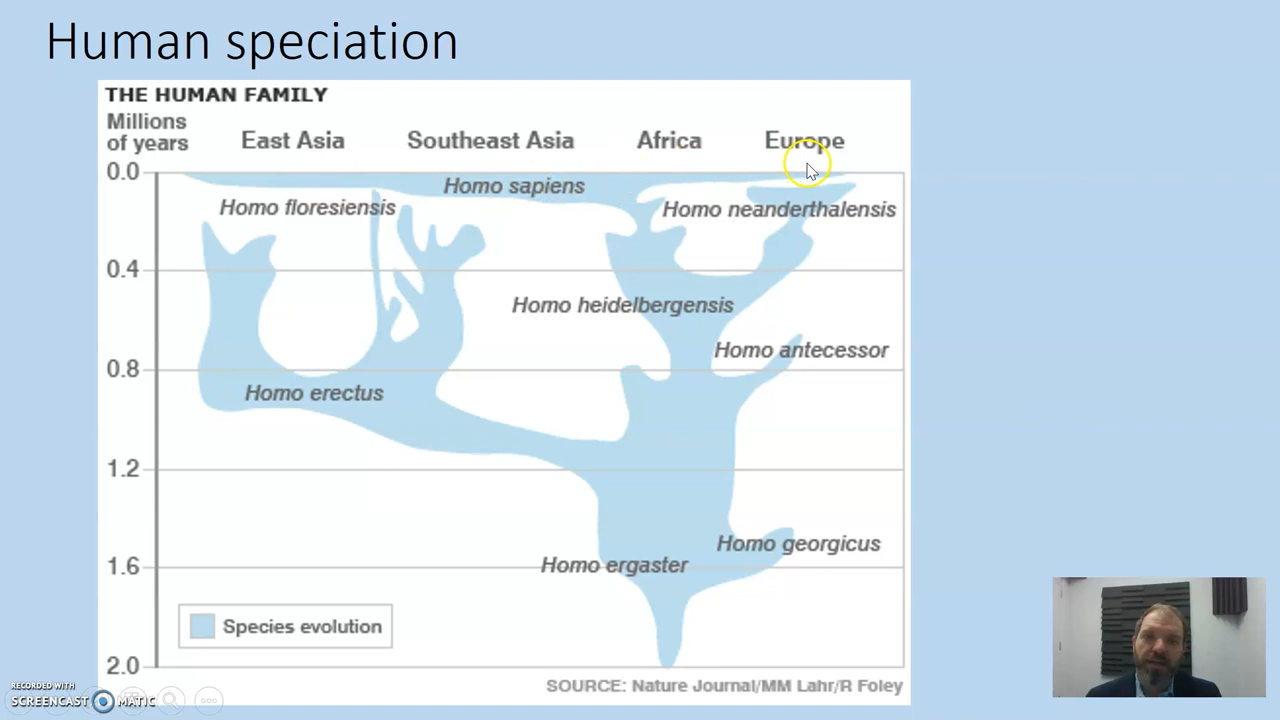 Human speciation
THE HUMAN FAMILY
Millions
of years
East Asia
Southeast Asia
Africa
Europe
0.0
Homo sapiens
Homo floresiensis
Homo neanderthalensis
0.4
Homo heidelbergensis
Homo antecessor
0.8
Homo erectus
1.2
Homo georgicus
Homo ergaster
1.6
Species evolution
2.0
SOURCE: Nature Journal/MM Lahr/R Foley
RECORDED WITH
SCREENCAST MATIC